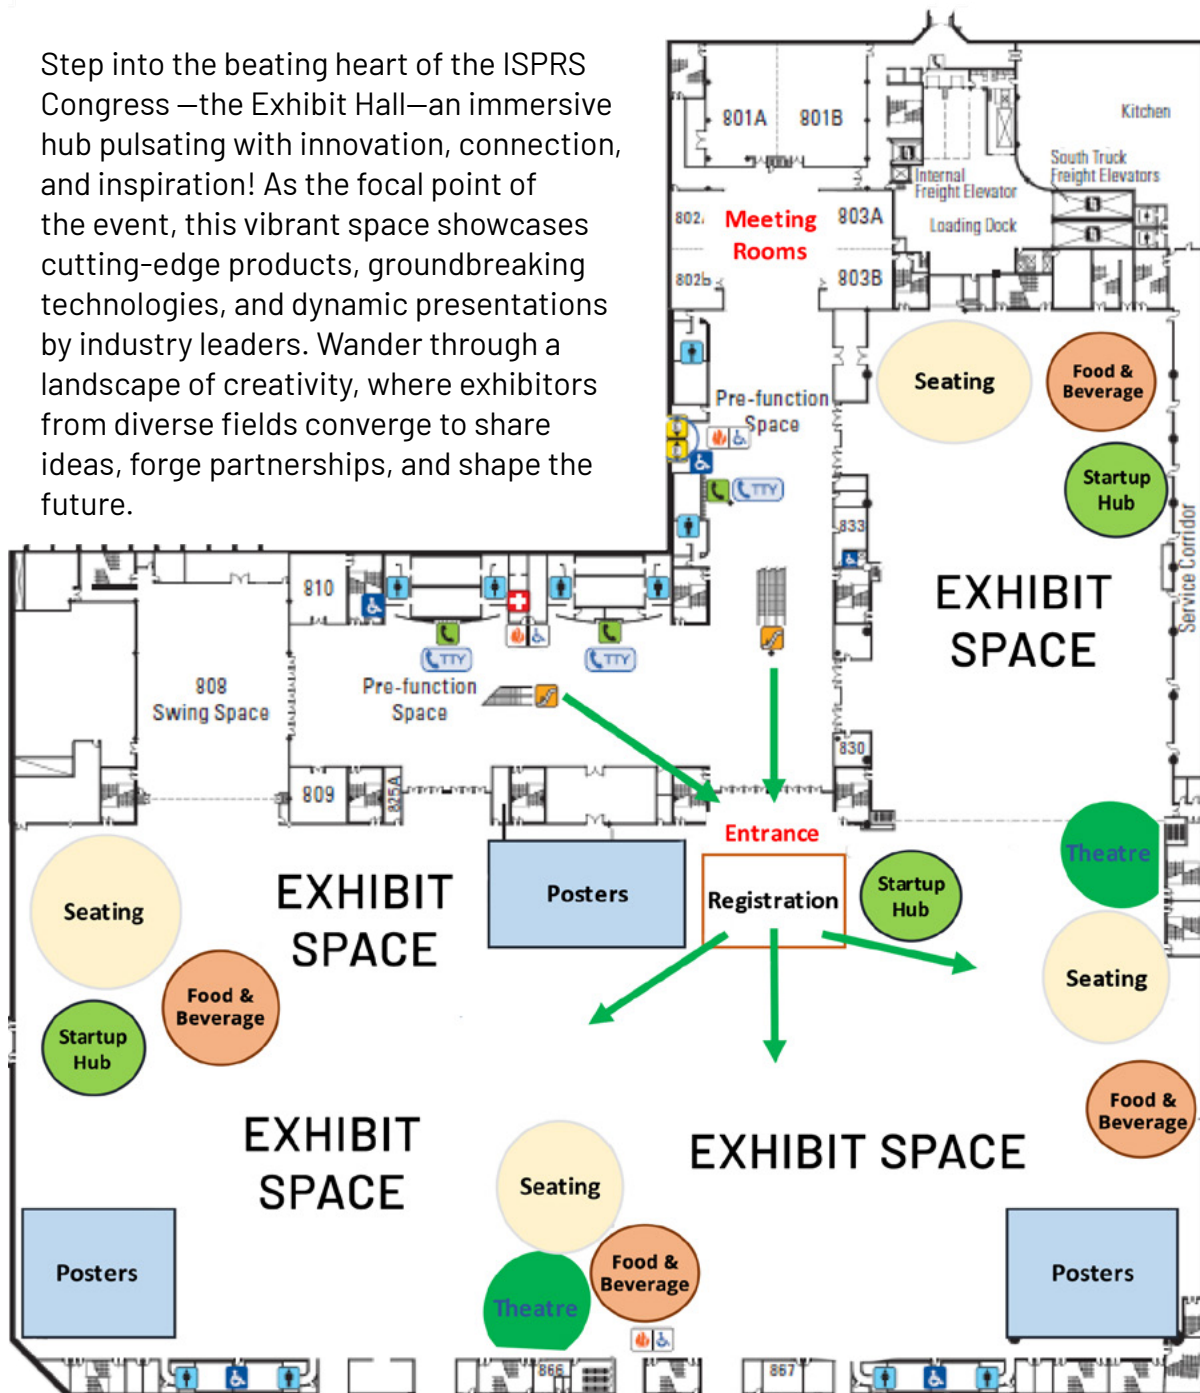 Step into the beating heart of the ISPRS
Congress —the Exhibit Hall—an immersive
hub pulsating with innovation, connection,
and inspiration! As the focal point of
the event, this vibrant space showcases
cutting-edge products, groundbreaking
technologies, and dynamic presentations
by industry leaders. Wander through a
landscape of creativity, where exhibitors
from diverse fields converge to share
ideas, forge partnerships, and shape the
future.
801A
801B
Kitchen
South Truck
Freight Elevators
Internal
Freight Elevator
Loading Dock
802
Meeting
Rooms
803A
802b
803B
Seating
Food &
Beverage
Pre-function
Space
Startup
Hub
TTY
833
Service Corridor
EXHIBIT
SPACE
810
TTY
TTY
808
Swing Space
Pre-function
Space
830
809
825A
Entrance
Theatre
Seating
EXHIBIT
SPACE
Posters
Registration
Startup
Hub
Seating
Food &
Beverage
Startup
Hub
Food &
Beverage
EXHIBIT
SPACE
EXHIBIT SPACE
Seating
Posters
Food &
Beverage
Theatre
Posters
866
867